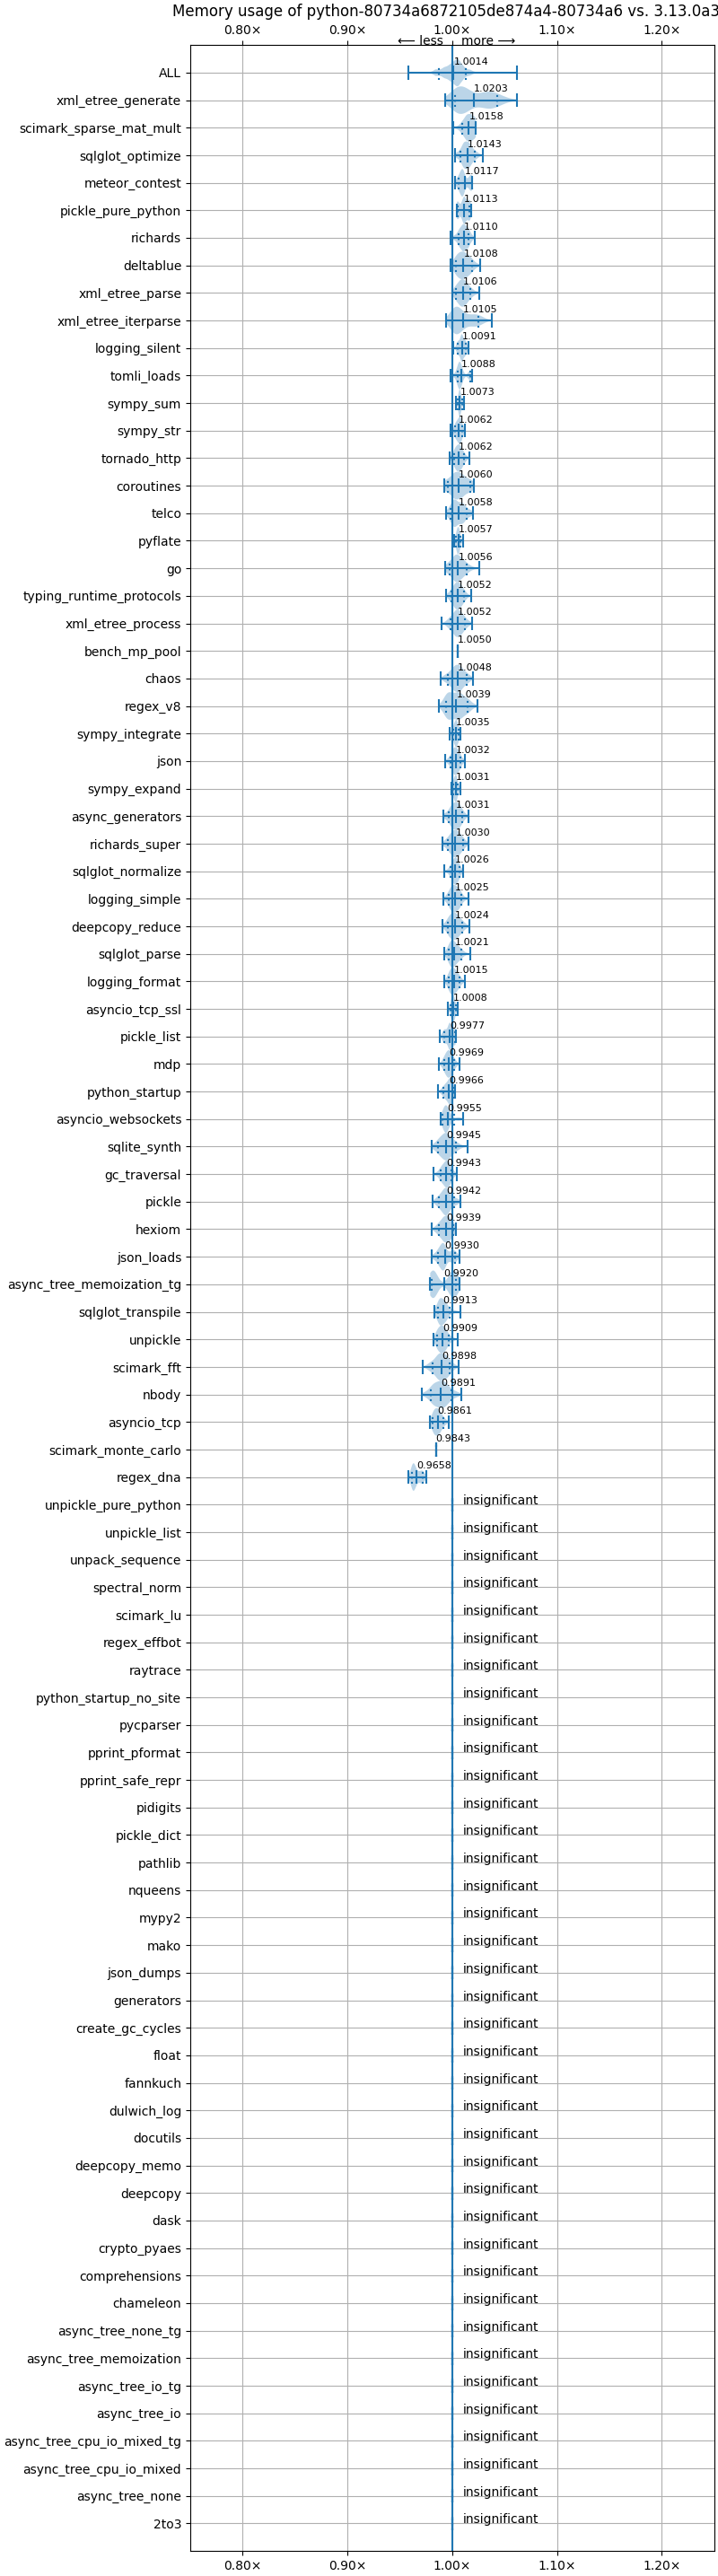 Memory usage of python-80734a6872105de874a4-80734a6 vs. 3.13.0a3
0.80× 0.90× 1.00× 1.10× 1.20×
⟵ less more ⟶
ALL 1.0014
xml_etree_generate 1.0203
scimark_sparse_mat_mult 1.0158
sqlglot_optimize 1.0143
meteor_contest 1.0117
pickle_pure_python 1.0113
richards 1.0110
deltablue 1.0108
xml_etree_parse 1.0106
xml_etree_iterparse 1.0105
logging_silent 1.0091
tomli_loads 1.0088
sympy_sum 1.0073
sympy_str 1.0062
tornado_http 1.0062
coroutines 1.0060
telco 1.0058
pyflate 1.0057
go 1.0056
typing_runtime_protocols 1.0052
xml_etree_process 1.0052
bench_mp_pool 1.0050
chaos 1.0048
regex_v8 1.0039
sympy_integrate 1.0035
json 1.0032
sympy_expand 1.0031
async_generators 1.0031
richards_super 1.0030
sqlglot_normalize 1.0026
logging_simple 1.0025
deepcopy_reduce 1.0024
sqlglot_parse 1.0021
logging_format 1.0015
asyncio_tcp_ssl 1.0008
pickle_list 0.9977
mdp 0.9969
python_startup 0.9966
asyncio_websockets 0.9955
sqlite_synth 0.9945
gc_traversal 0.9943
pickle 0.9942
hexiom 0.9939
json_loads 0.9930
async_tree_memoization_tg 0.9920
sqlglot_transpile 0.9913
unpickle 0.9909
scimark_fft 0.9898
nbody 0.9891
asyncio_tcp 0.9861
scimark_monte_carlo 0.9843
regex_dna 0.9658
unpickle_pure_python insignificant
unpickle_list insignificant
unpack_sequence insignificant
spectral_norm insignificant
scimark_lu insignificant
regex_effbot insignificant
raytrace insignificant
python_startup_no_site insignificant
pycparser insignificant
pprint_pformat insignificant
pprint_safe_repr insignificant
pidigits insignificant
pickle_dict insignificant
pathlib insignificant
nqueens insignificant
mypy2 insignificant
mako insignificant
json_dumps insignificant
generators insignificant
create_gc_cycles insignificant
float insignificant
fannkuch insignificant
dulwich_log insignificant
docutils insignificant
deepcopy_memo insignificant
deepcopy insignificant
dask insignificant
crypto_pyaes insignificant
comprehensions insignificant
chameleon insignificant
async_tree_none_tg insignificant
async_tree_memoization insignificant
async_tree_io_tg insignificant
async_tree_io insignificant
async_tree_cpu_io_mixed_tg insignificant
async_tree_cpu_io_mixed insignificant
async_tree_none insignificant
2to3 insignificant
0.80× 0.90× 1.00× 1.10× 1.20×